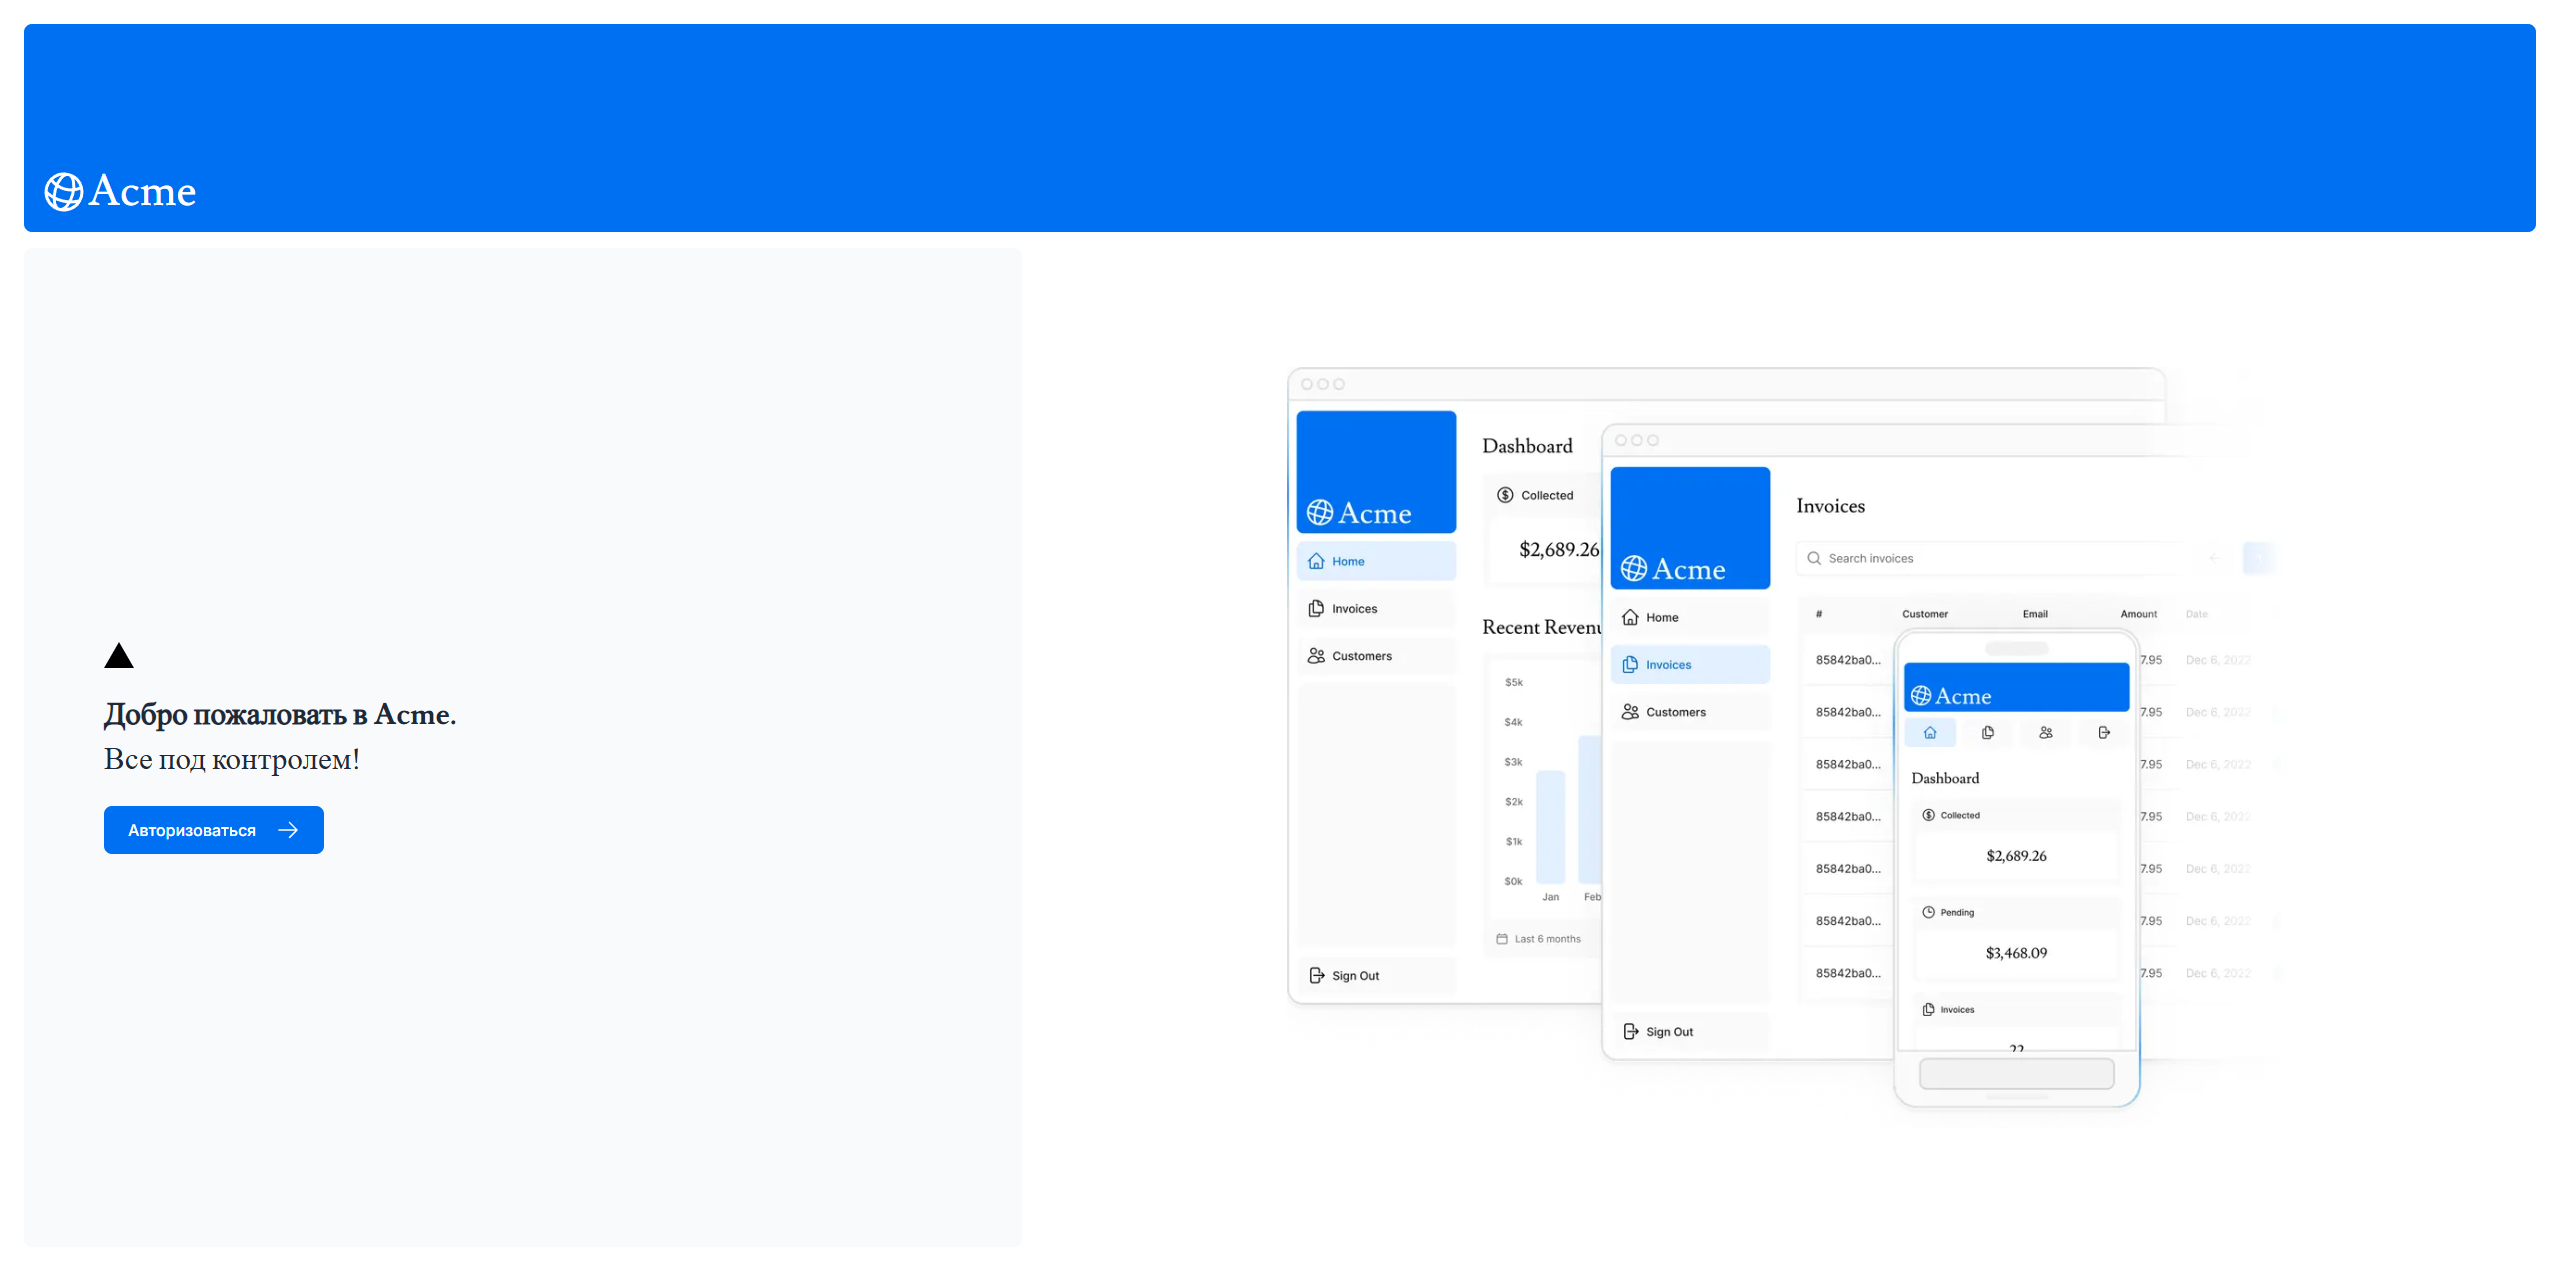 Acme
Добро пожаловать в Acme.
Все под контролем!
Авторизоваться
Acme
Home
Invoices
Customers
Sign Out
Dashboard
Collected
$2,689.26
Recent
$5k
$4k
$3k
$2k
$1k
$0k
Jan Feb
Last 6 months
Acme
Home
Invoices
Customers
Sign Out
Invoices
Search invoices
# Customer Email Amount Date
85842ba0... 7.95 Dec 6, 2022
85842ba0... 7.95 Dec 6, 2022
85842ba0... 7.95 Dec 6, 2022
85842ba0... 7.95 Dec 6, 2022
85842ba0... 7.95 Dec 6, 2022
85842ba0... 7.95 Dec 6, 2022
85842ba0... 7.95 Dec 6, 2022
Acme
Dashboard
Collected
$2,689.26
Pending
$3,468.09
Invoices
22